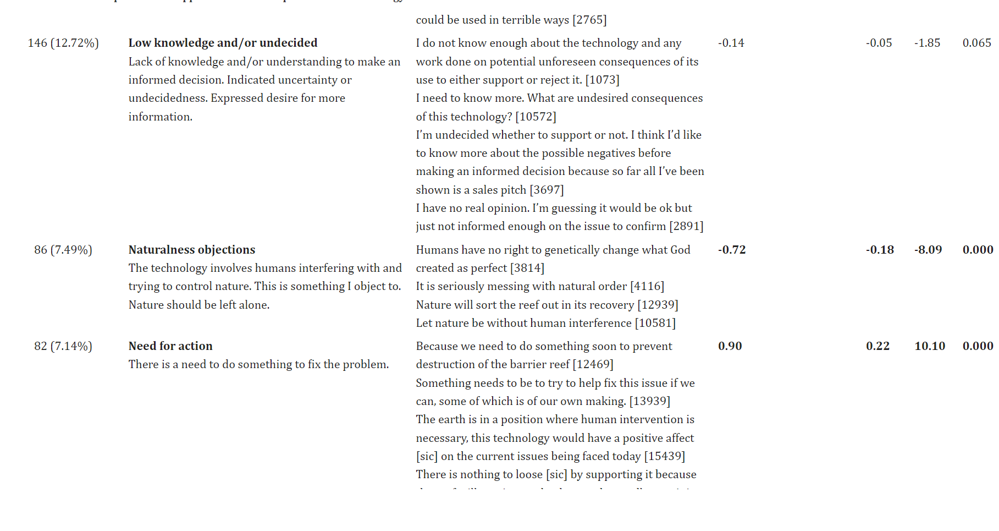 could be used in terrible ways [2765]
146 (12.72%) Low knowledge and/or undecided I do not know enough about the technology and any -0.14 -0.05 -1.85 0.065
Lack of knowledge and/or understanding to make an work done on potential unforeseen consequences of its
informed decision. Indicated uncertainty or use to either support or reject it. [1073]
undecidedness. Expressed desire for more I need to know more. What are undesired consequences
information. of this technology? [10572]
I’m undecided whether to support or not. I think I’d like
to know more about the possible negatives before
making an informed decision because so far all I’ve been
shown is a sales pitch [3697]
I have no real opinion. I’m guessing it would be ok but
just not informed enough on the issue to confirm [2891]
86 (7.49%) Naturalness objections Humans have no right to genetically change what God -0.72 -0.18 -8.09 0.000
The technology involves humans interfering with and created as perfect [3814]
trying to control nature. This is something I object to. It is seriously messing with natural order [4116]
Nature should be left alone. Nature will sort the reef out in its recovery [12939]
Let nature be without human interference [10581]
82 (7.14%) Need for action Because we need to do something soon to prevent 0.90 0.22 10.10 0.000
There is a need to do something to fix the problem. destruction of the barrier reef [12469]
Something needs to be to try to help fix this issue if we
can, some of which is of our own making. [13939]
The earth is in a position where human intervention is
necessary, this technology would have a positive affect
[sic] on the current issues being faced today [15439]
There is nothing to loose [sic] by supporting it because